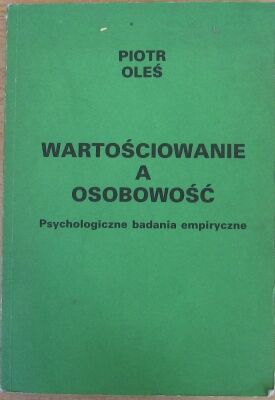 PIOTR
OLEŚ
WARTOŚCIOWANIE
A
OSOBOWOŚĆ
Psychologiczne badania empiryczne